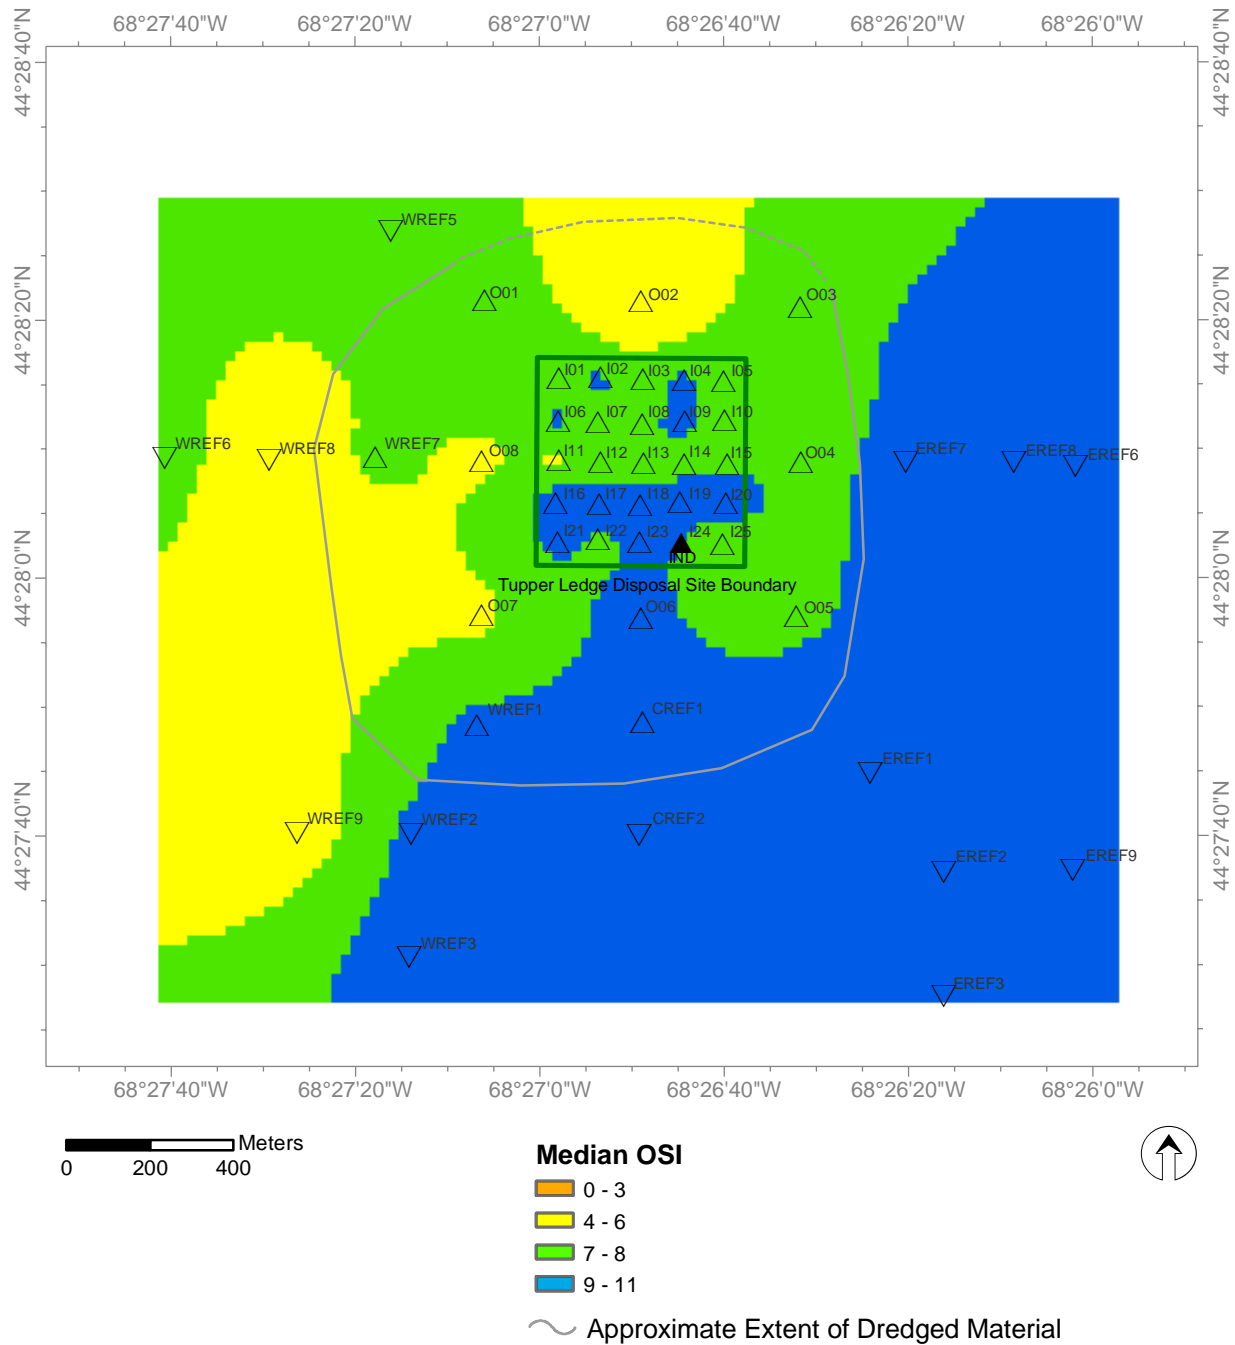 68°27'40"W 68°27'20"W 68°27'0"W 68°26'40"W 68°26'20"W 68°26'0"W
44°28'40"N 44°28'40"N
WREF5
O01 O02 O03
44°28'20"N 44°28'20"N
I01 I02 I03 I04 I05
I06 I07 I08 I09 I10
WREF6 WREF8 WREF7 O08 I11 I12 I13 I14 I15 O04 EREF7 EREF8 EREF6
I16 I17 I18 I19 I20
I21 I22 I23 I24 I25
IND
44°28'0"N 44°28'0"N
Tupper Ledge Disposal Site Boundary
O07 O06 O05
WREF1 CREF1
EREF1
WREF9 WREF2 CREF2
44°27'40"N 44°27'40"N
EREF2 EREF9
WREF3
EREF3
68°27'40"W 68°27'20"W 68°27'0"W 68°26'40"W 68°26'20"W 68°26'0"W
Meters
0 200 400
Median OSI
0 - 3
4 - 6
7 - 8
9 - 11
Approximate Extent of Dredged Material